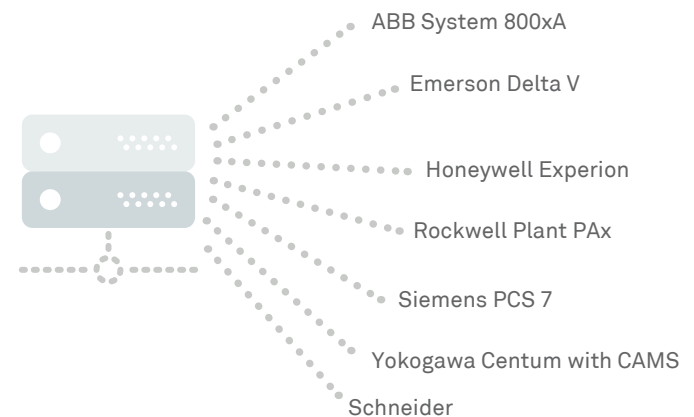 ABB System 800xA
Emerson Delta V
Honeywell Experion
Rockwell Plant PAx
Siemens PCS 7
Yokogawa Centum with CAMS
Schneider